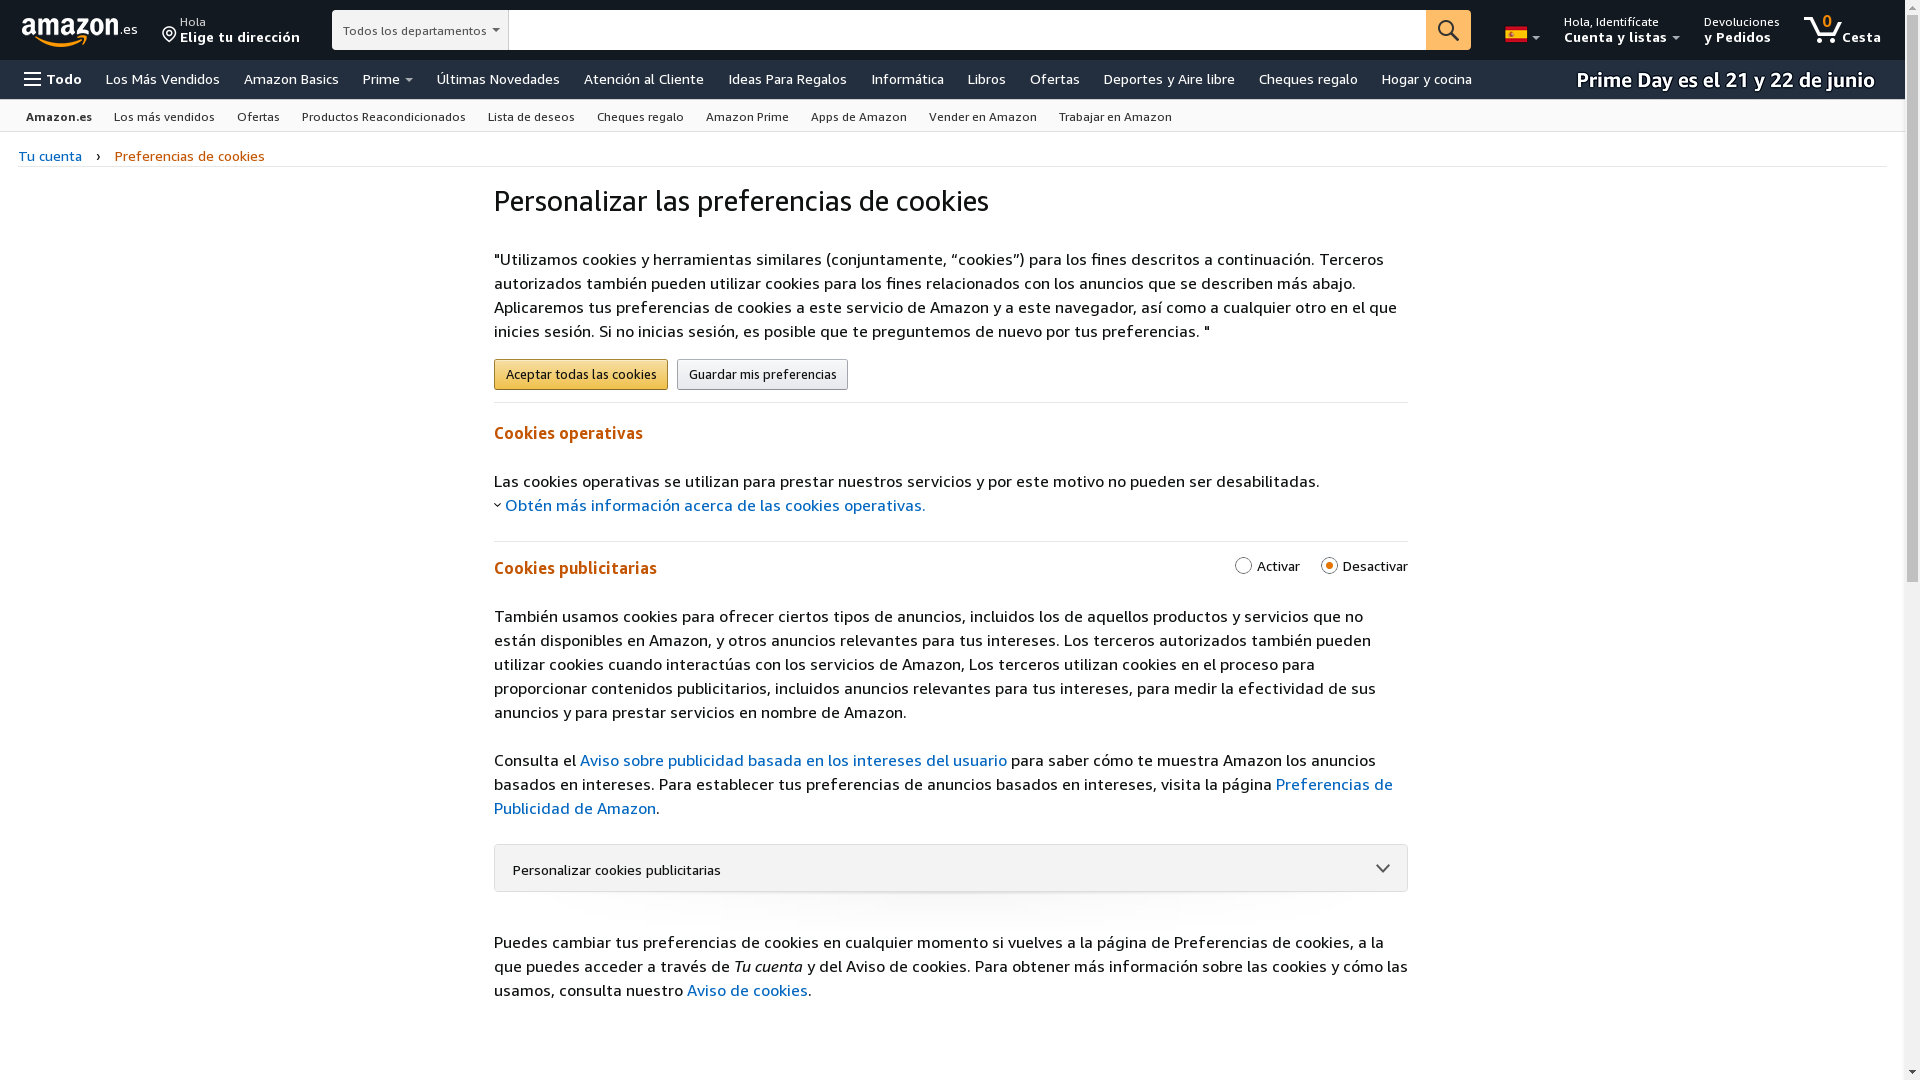 amazon.es
Hola
Elige tu dirección
Todos los departamentos
Hola, Identifícate
Cuenta y listas
Devoluciones
y Pedidos
0
Cesta
Todo
Los Más Vendidos
Amazon Basics
Prime
Últimas Novedades
Atención al Cliente
Ideas Para Regalos
Informática
Libros
Ofertas
Deportes y Aire libre
Cheques regalo
Hogar y cocina
Prime Day es el 21 y 22 de junio
Amazon.es
Los más vendidos
Ofertas
Productos Reacondicionados
Lista de deseos
Cheques regalo
Amazon Prime
Apps de Amazon
Vender en Amazon
Trabajar en Amazon
Tu cuenta › Preferencias de cookies
Personalizar las preferencias de cookies
"Utilizamos cookies y herramientas similares (conjuntamente, “cookies”) para los fines descritos a continuación. Terceros
autorizados también pueden utilizar cookies para los fines relacionados con los anuncios que se describen más abajo.
Aplicaremos tus preferencias de cookies a este servicio de Amazon y a este navegador, así como a cualquier otro en el que
inicies sesión. Si no inicias sesión, es posible que te preguntemos de nuevo por tus preferencias. "
Aceptar todas las cookies
Guardar mis preferencias
Cookies operativas
Las cookies operativas se utilizan para prestar nuestros servicios y por este motivo no pueden ser desabilitadas.
Obtén más información acerca de las cookies operativas.
Cookies publicitarias
Activar
Desactivar
También usamos cookies para ofrecer ciertos tipos de anuncios, incluidos los de aquellos productos y servicios que no
están disponibles en Amazon, y otros anuncios relevantes para tus intereses. Los terceros autorizados también pueden
utilizar cookies cuando interactúas con los servicios de Amazon, Los terceros utilizan cookies en el proceso para
proporcionar contenidos publicitarios, incluidos anuncios relevantes para tus intereses, para medir la efectividad de sus
anuncios y para prestar servicios en nombre de Amazon.
Consulta el Aviso sobre publicidad basada en los intereses del usuario para saber cómo te muestra Amazon los anuncios
basados en intereses. Para establecer tus preferencias de anuncios basados en intereses, visita la página Preferencias de
Publicidad de Amazon.
Personalizar cookies publicitarias
Puedes cambiar tus preferencias de cookies en cualquier momento si vuelves a la página de Preferencias de cookies, a la
que puedes acceder a través de Tu cuenta y del Aviso de cookies. Para obtener más información sobre las cookies y cómo las
usamos, consulta nuestro Aviso de cookies.